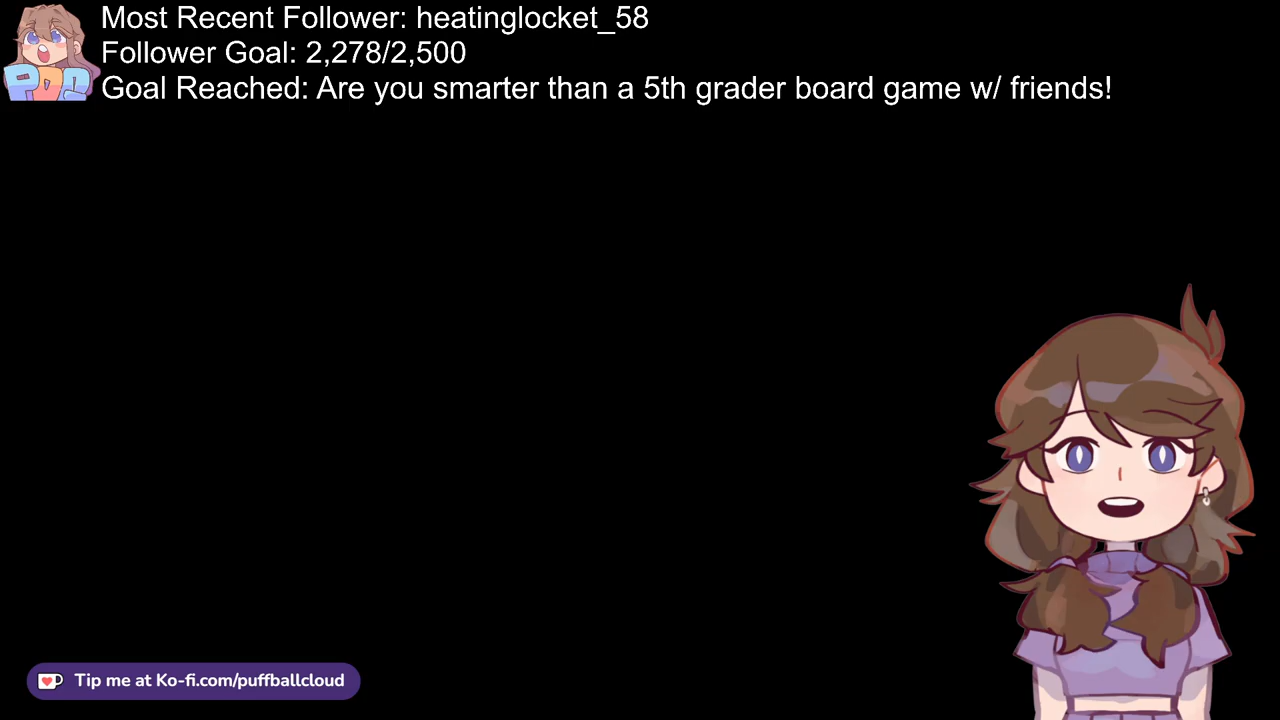 Most Recent Follower: heatinglocket_58
Follower Goal: 2,278/2,500
Goal Reached: Are you smarter than a 5th grader board game w/ friends!
POG
Tip me at Ko-fi.com/puffballcloud